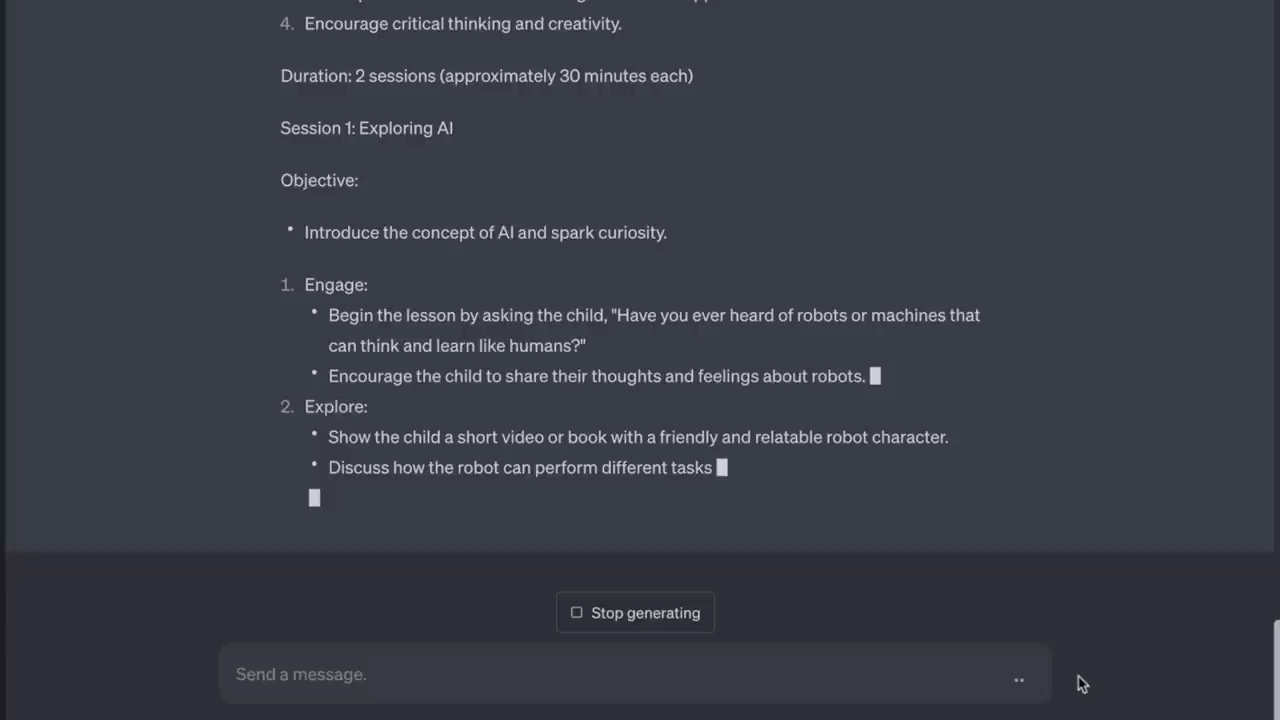 4. Encourage critical thinking and creativity.
Duration: 2 sessions (approximately 30 minutes each)
Session 1: Exploring AI
Objective:
• Introduce the concept of AI and spark curiosity.
1. Engage:
• Begin the lesson by asking the child, "Have you ever heard of robots or machines that
can think and learn like humans?"
• Encourage the child to share their thoughts and feelings about robots.
2. Explore:
• Show the child a short video or book with a friendly and relatable robot character.
• Discuss how the robot can perform different tasks
Stop generating
Send a message.